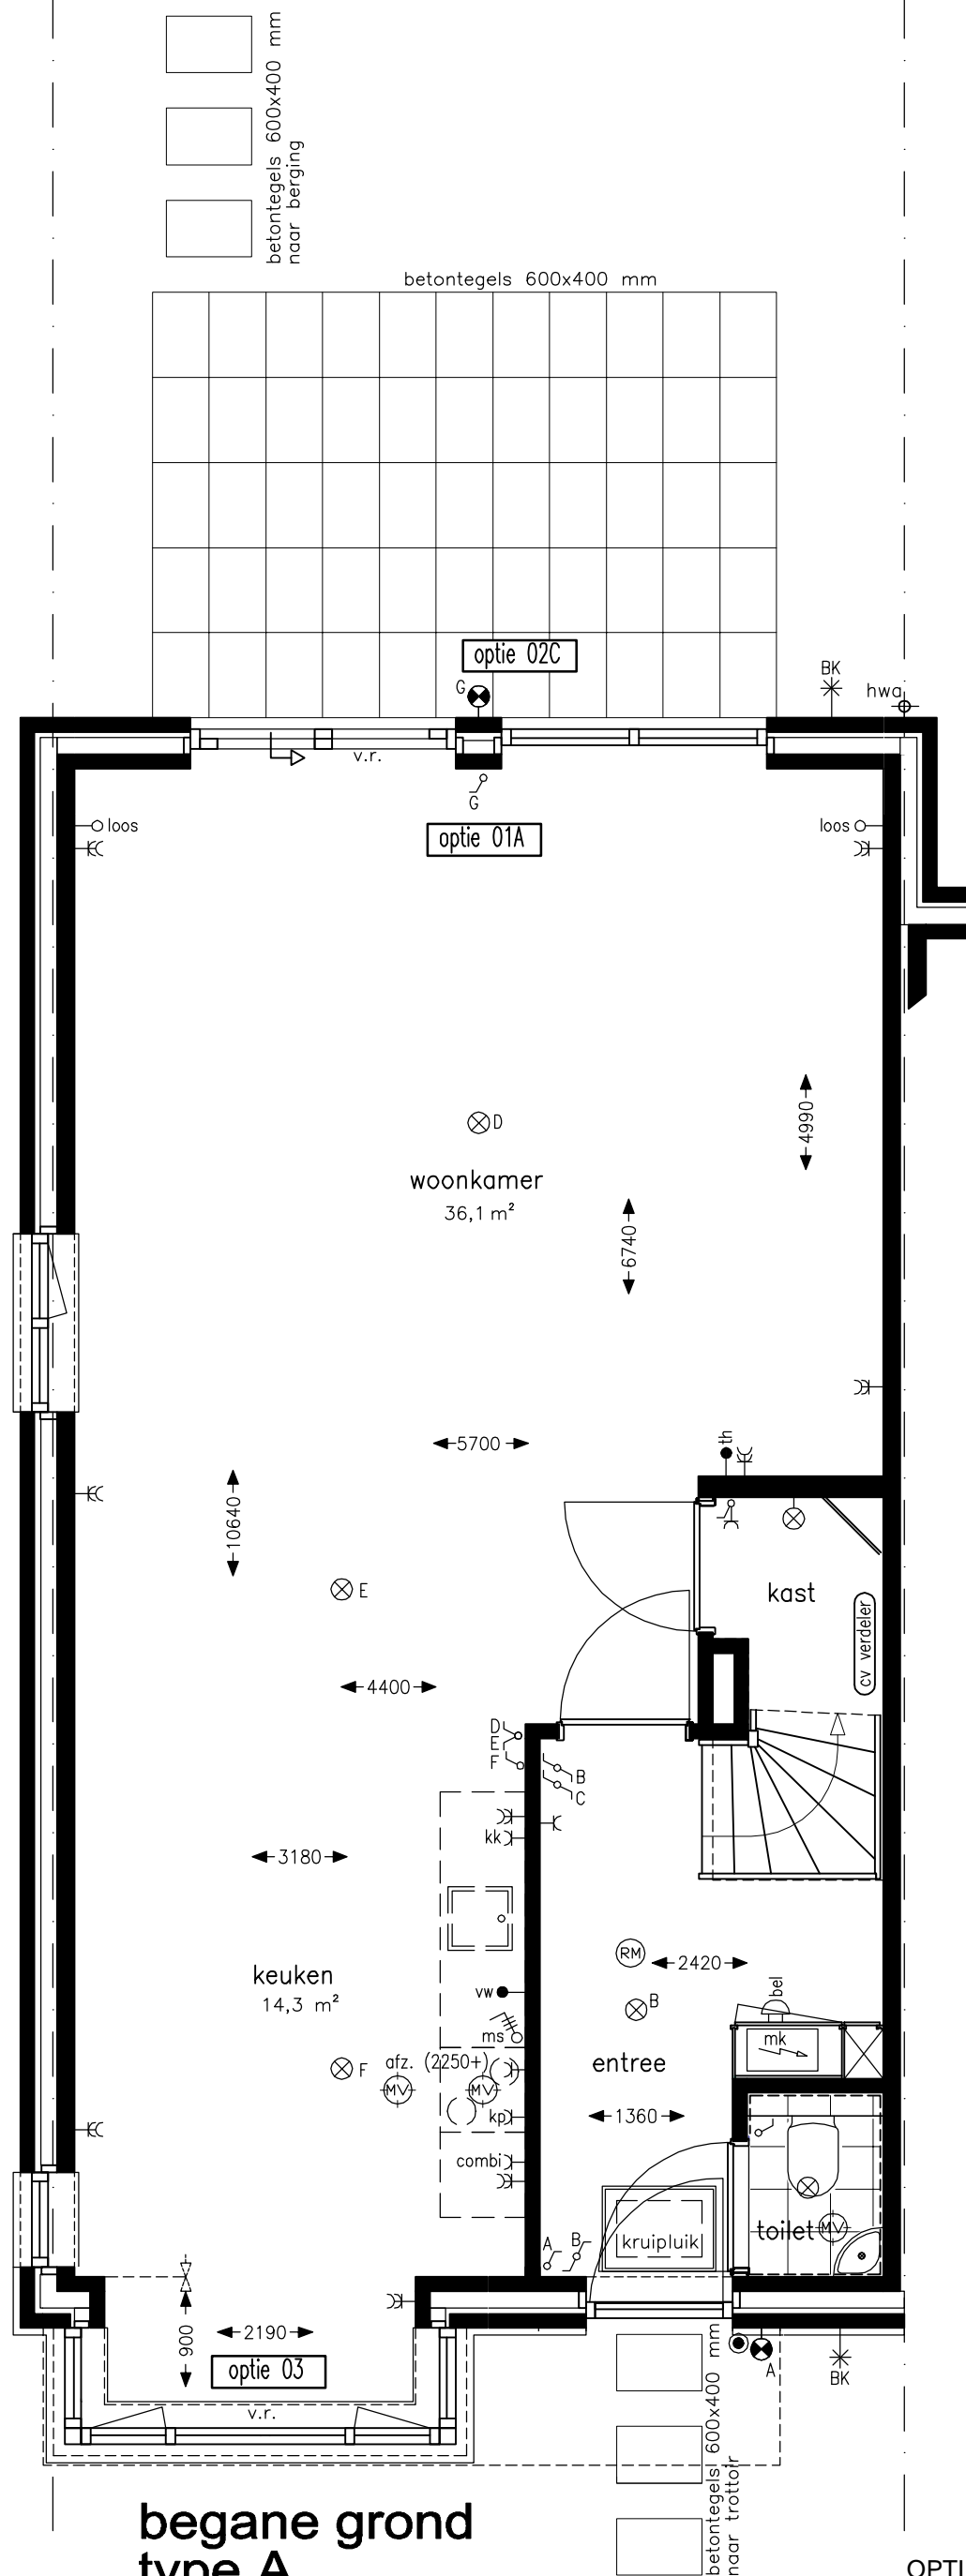 betontegels 600x400 mm
naar berging
betontegels 600x400 mm
optie 02C
G
BK
hwa
v.r.
G
optie 01A
loos
loos
D
woonkamer
36,1 m²
4990
6740
5700
th
10640
E
kast
cv verdeler
4400
D
E
F
B
C
kk
3180
keuken
14,3 m²
RM
2420
vw
B
bel
ms
mk
afz. (2250+)
F
MV
MV
entree
kp
1360
combi
toilet
MV
A
B
kruipluik
900
2190
optie 03
A
BK
v.r.
betontegels 600x400 mm
naar trottoir
begane grond
type A
OPTI